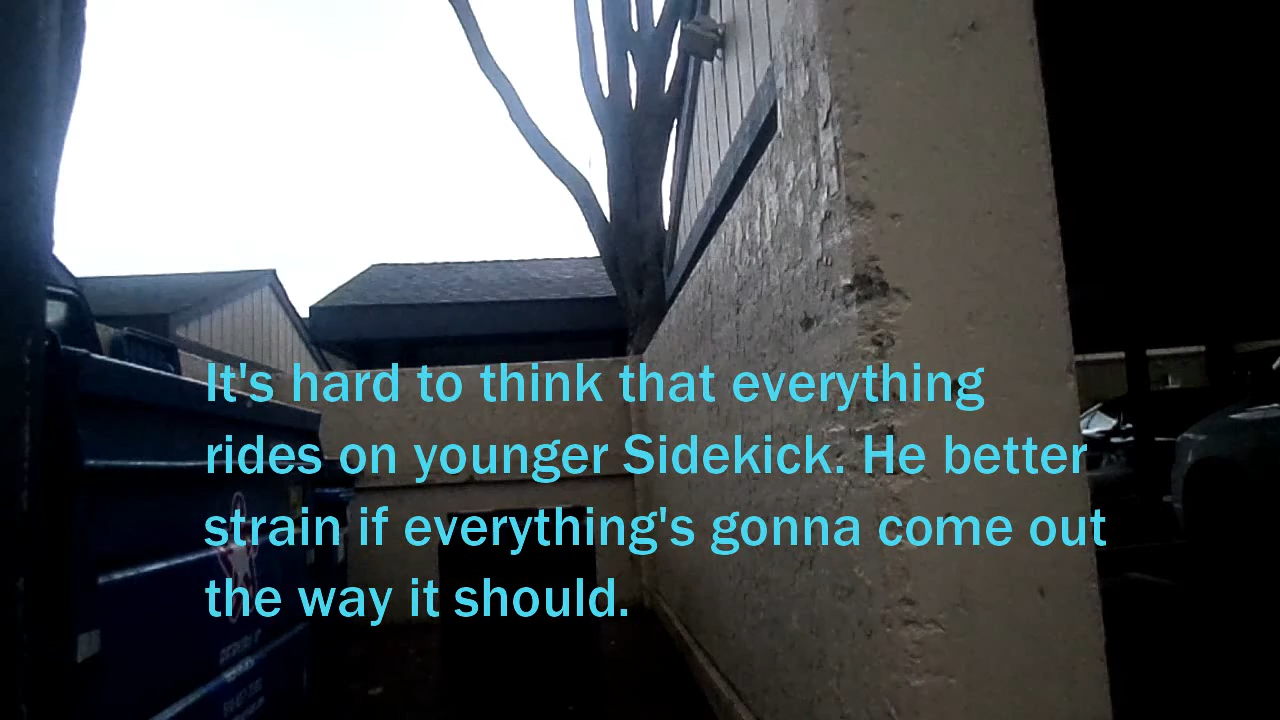 It's hard to think that everything
rides on younger Sidekick. He better
strain if everything's gonna come out
the way it should.